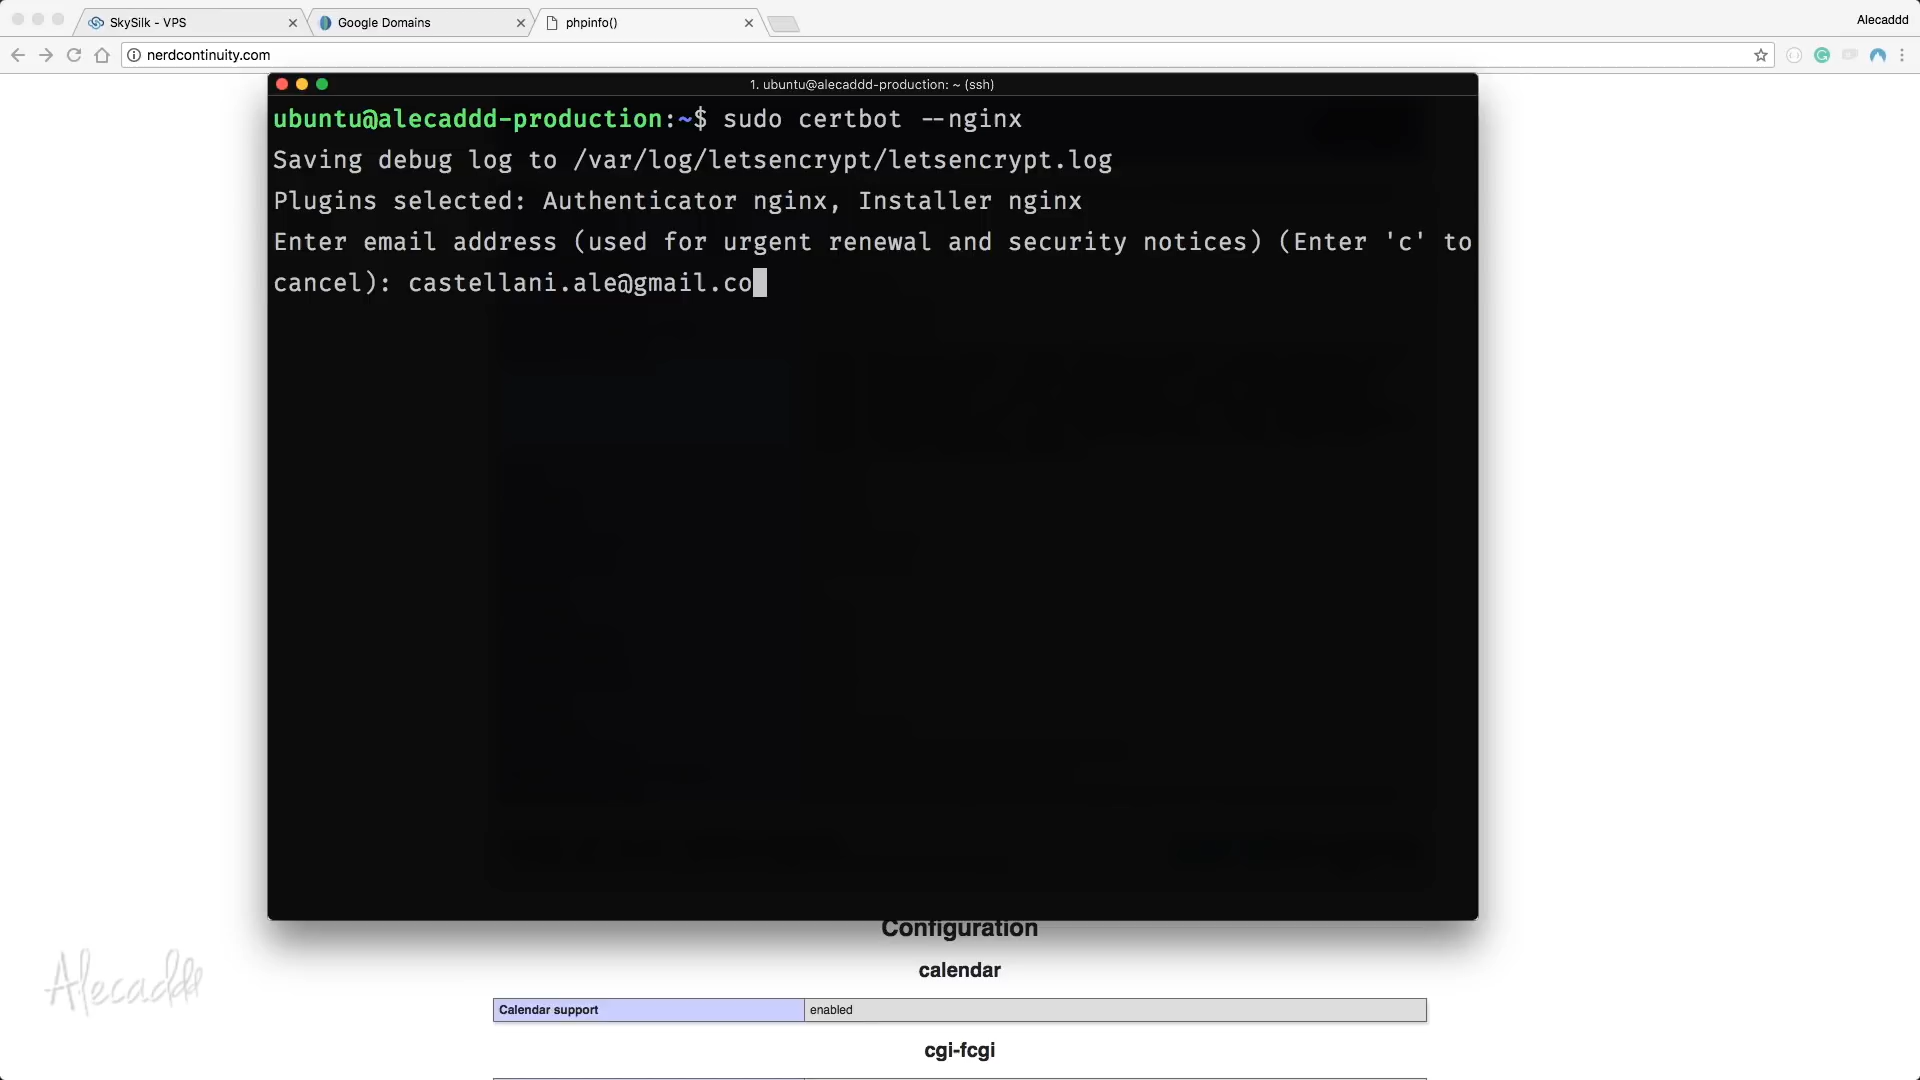 SkySilk - VPS
Google Domains
phpinfo()
Alecaddd
nerdcontinuity.com
1. ubuntu@alecaddd-production: ~ (ssh)
ubuntu@alecaddd-production:~$ sudo certbot --nginx
Saving debug log to /var/log/letsencrypt/letsencrypt.log
Plugins selected: Authenticator nginx, Installer nginx
Enter email address (used for urgent renewal and security notices) (Enter 'c' to
cancel): castellani.ale@gmail.co
Configuration
calendar
Calendar support enabled
cgi-fcgi
Alecaddd